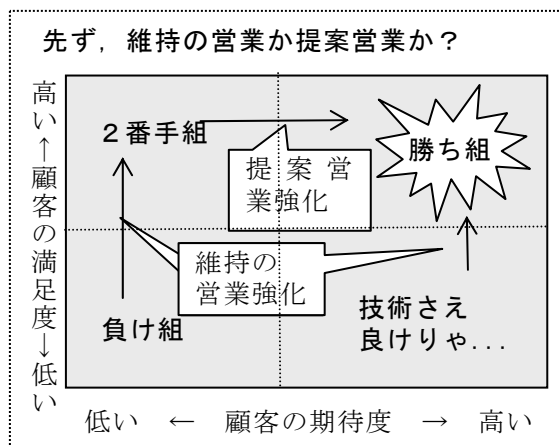 先ず，維持の営業か提案営業か？
高い↑顧客の満足度↓低い
２番手組
勝ち組
提案営
業強化
維持の
営業強化
負け組
技術さえ
良けりゃ...
低い ← 顧客の期待度 → 高い